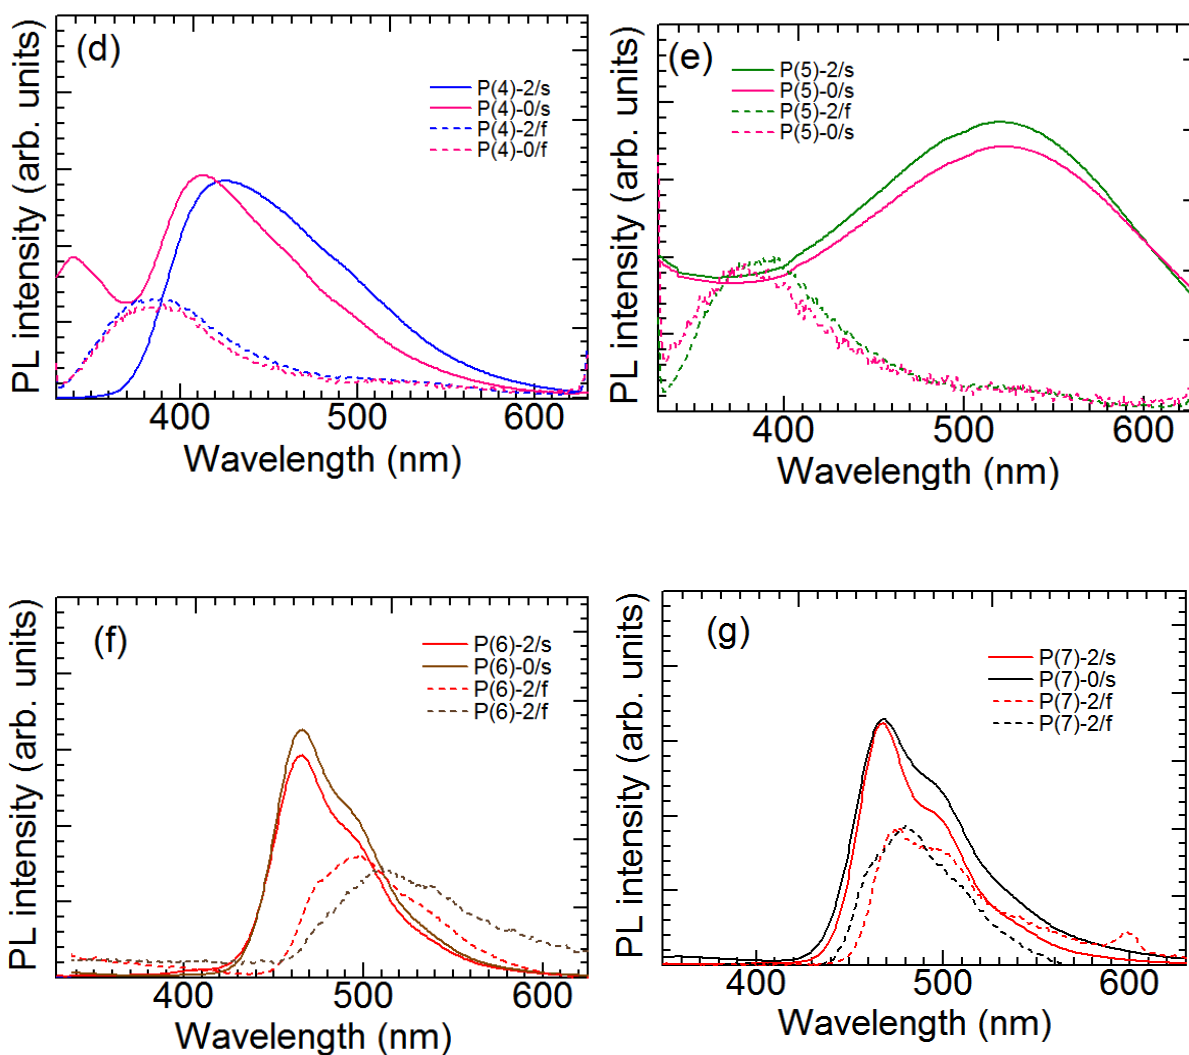 (d)
P(4)-2/s
P(4)-0/s
P(4)-2/f
P(4)-0/f
PL intensity (arb. units)
400 500 600
Wavelength (nm)
(e)
P(5)-2/s
P(5)-0/s
P(5)-2/f
P(5)-0/s
PL intensity (arb. units)
400 500 600
Wavelength (nm)
(f)
P(6)-2/s
P(6)-0/s
P(6)-2/f
P(6)-2/f
PL intensity (arb. units)
400 500 600
Wavelength (nm)
(g)
P(7)-2/s
P(7)-0/s
P(7)-2/f
P(7)-2/f
PL intensity (arb. units)
400 500 600
Wavelength (nm)